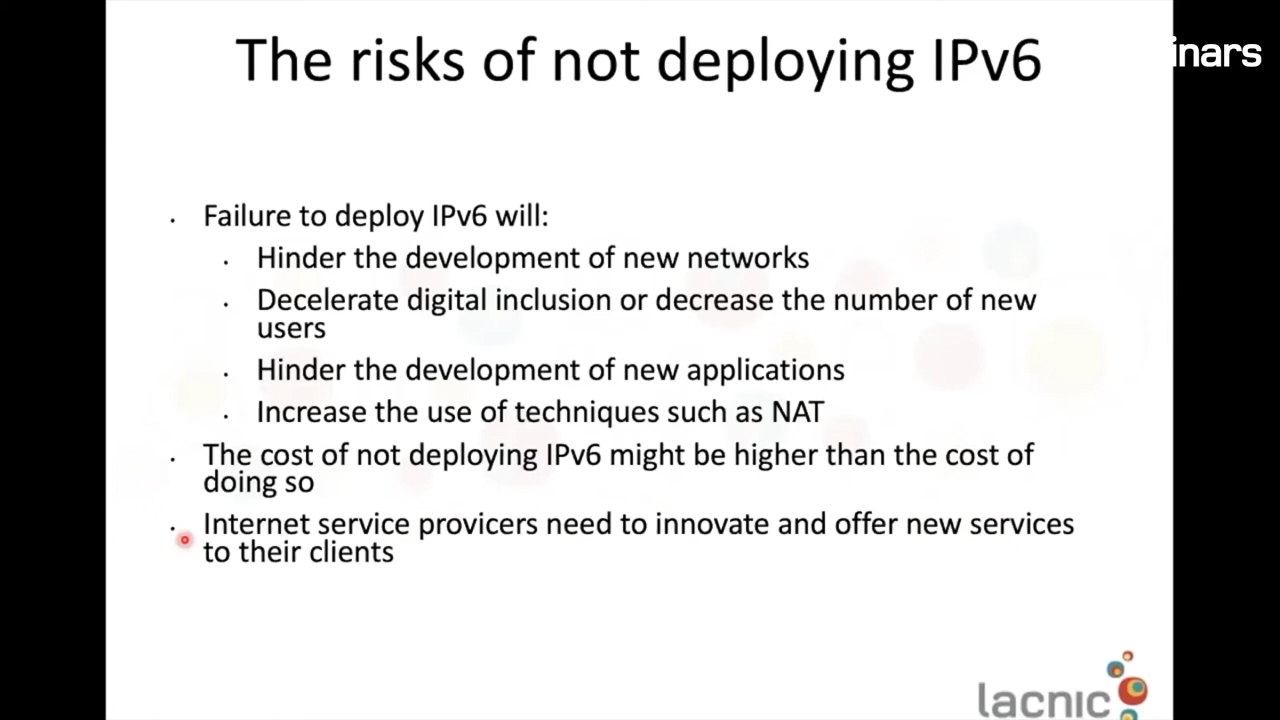 The risks of not deploying IPv6
inars
Failure to deploy IPv6 will:
Hinder the development of new networks
Decelerate digital inclusion or decrease the number of new
users
Hinder the development of new applications
Increase the use of techniques such as NAT
The cost of not deploying IPv6 might be higher than the cost of
doing so
Internet service provicers need to innovate and offer new services
to their clients
lacnic